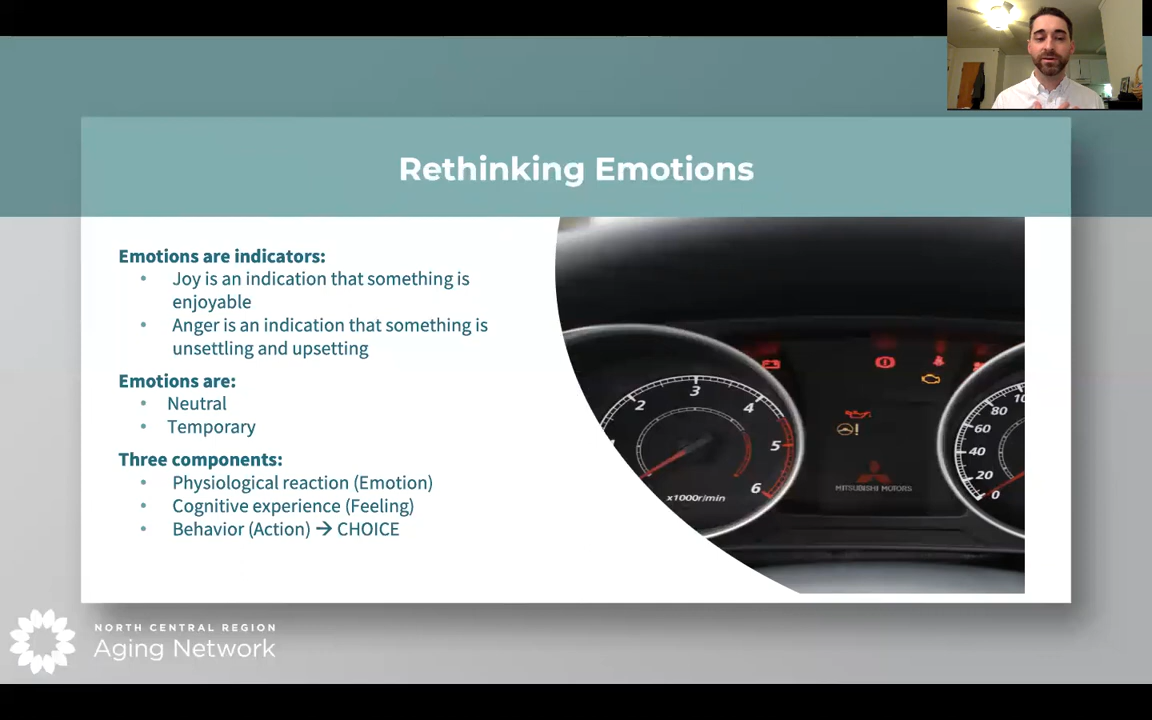 Rethinking Emotions
Emotions are indicators:
• Joy is an indication that something is
enjoyable
• Anger is an indication that something is
unsettling and upsetting
Emotions are:
• Neutral
• Temporary
Three components:
• Physiological reaction (Emotion)
• Cognitive experience (Feeling)
• Behavior (Action) → CHOICE
2
3
4
5
6
x1000r/min
MITSUBISHI MOTORS
80
60
40
20
0
NORTH CENTRAL REGION
Aging Network